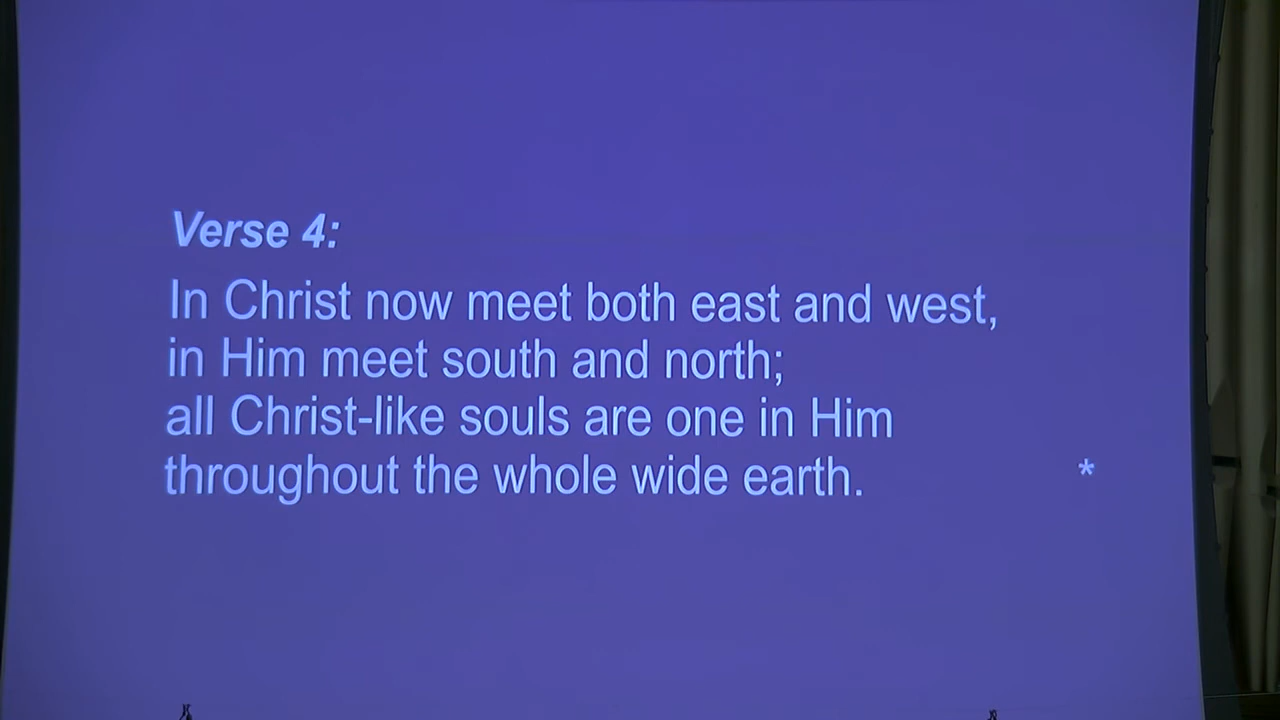 Verse 4:
In Christ now meet both east and west,
in Him meet south and north;
all Christ-like souls are one in Him
throughout the whole wide earth. *